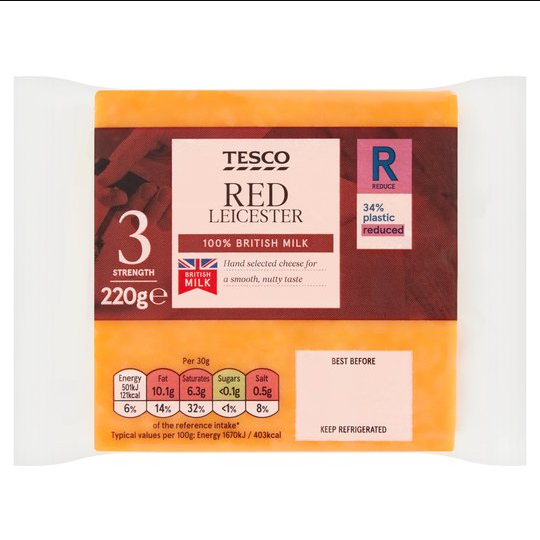 TESCO
RED
LEICESTER
100% BRITISH MILK
BRITISH
MILK
Hand selected cheese for
a smooth, nutty taste
3
STRENGTH
220g℮
R
REDUCE
34%
plastic
reduced
Per 30g
Energy
501kJ
121kcal
6%
Fat
10.1g
14%
Saturates
6.3g
32%
Sugars
<0.1g
<1%
Salt
0.5g
8%
of the reference intake*
Typical values per 100g: Energy 1670kJ / 403kcal
BEST BEFORE
KEEP REFRIGERATED